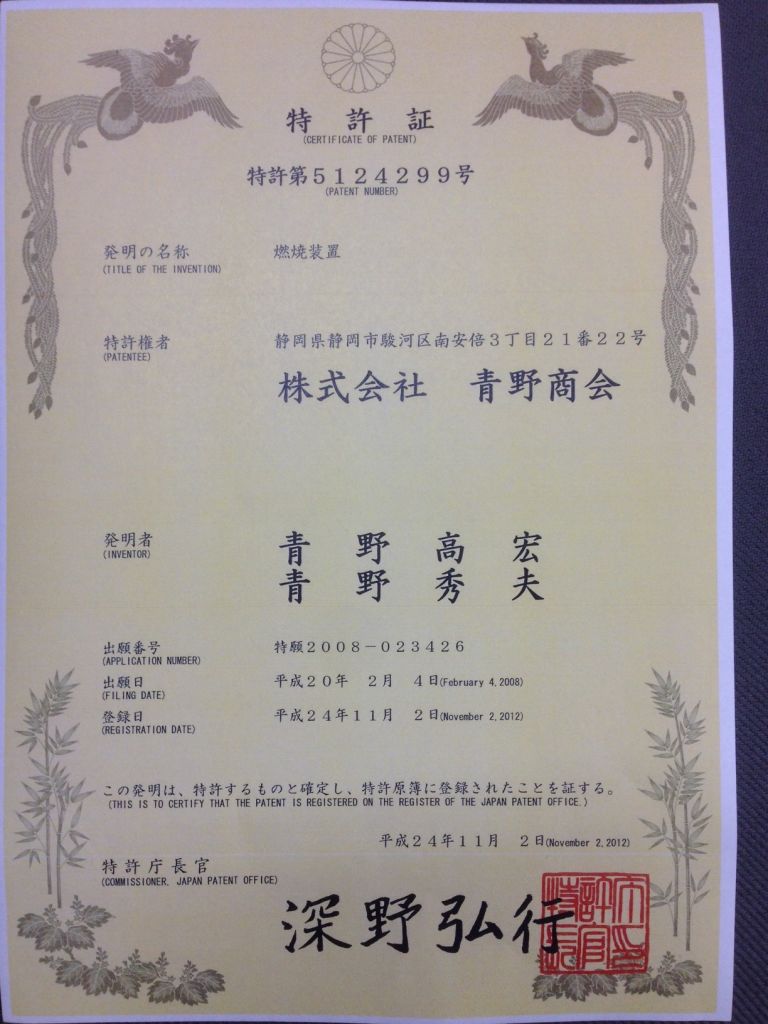 特許証
(CERTIFICATE OF PATENT)
特許第5124299号
(PATENT NUMBER)
発明の名称 燃焼装置
(TITLE OF THE INVENTION)
特許権者 静岡県静岡市駿河区南安倍3丁目21番22号
(PATENTEE)
株式会社 青野商会
発明者 青野高宏
(INVENTOR)
青野秀夫
出願番号 特願2008-023426
(APPLICATION NUMBER)
出願日 平成20年 2月 4日(February 4,2008)
(FILING DATE)
登録日 平成24年11月 2日(November 2,2012)
(REGISTRATION DATE)
この発明は、特許するものと確定し、特許原簿に登録されたことを証する。
(THIS IS TO CERTIFY THAT THE PATENT IS REGISTERED ON THE REGISTER OF THE JAPAN PATENT OFFICE.)
平成24年11月 2日(November 2,2012)
特許庁長官
(COMMISSIONER, JAPAN PATENT OFFICE)
深野弘行